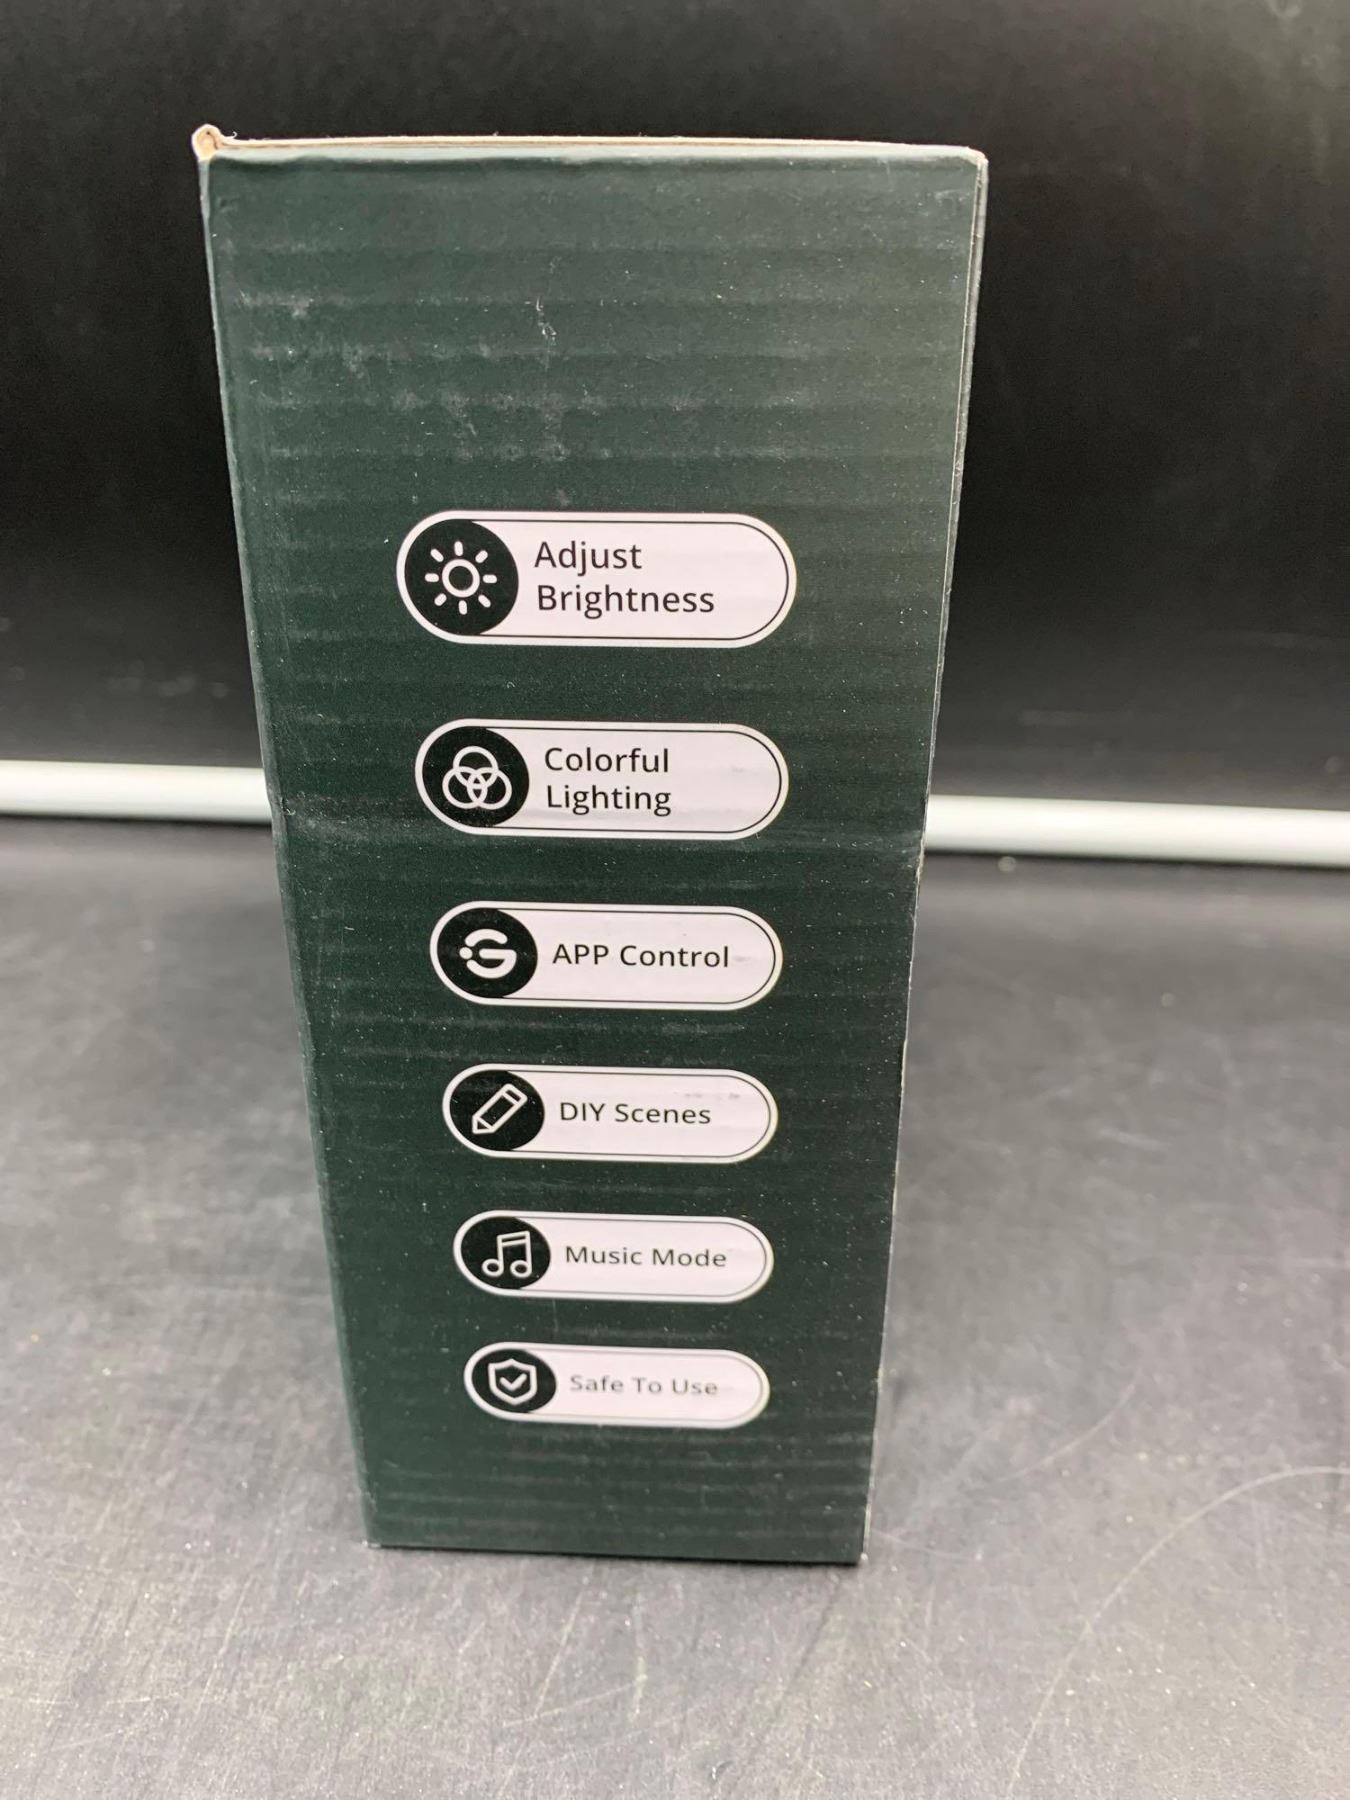 Adjust
Brightness
Colorful
Lighting
APP Control
DIY Scenes
Music Mode
Safe To Use